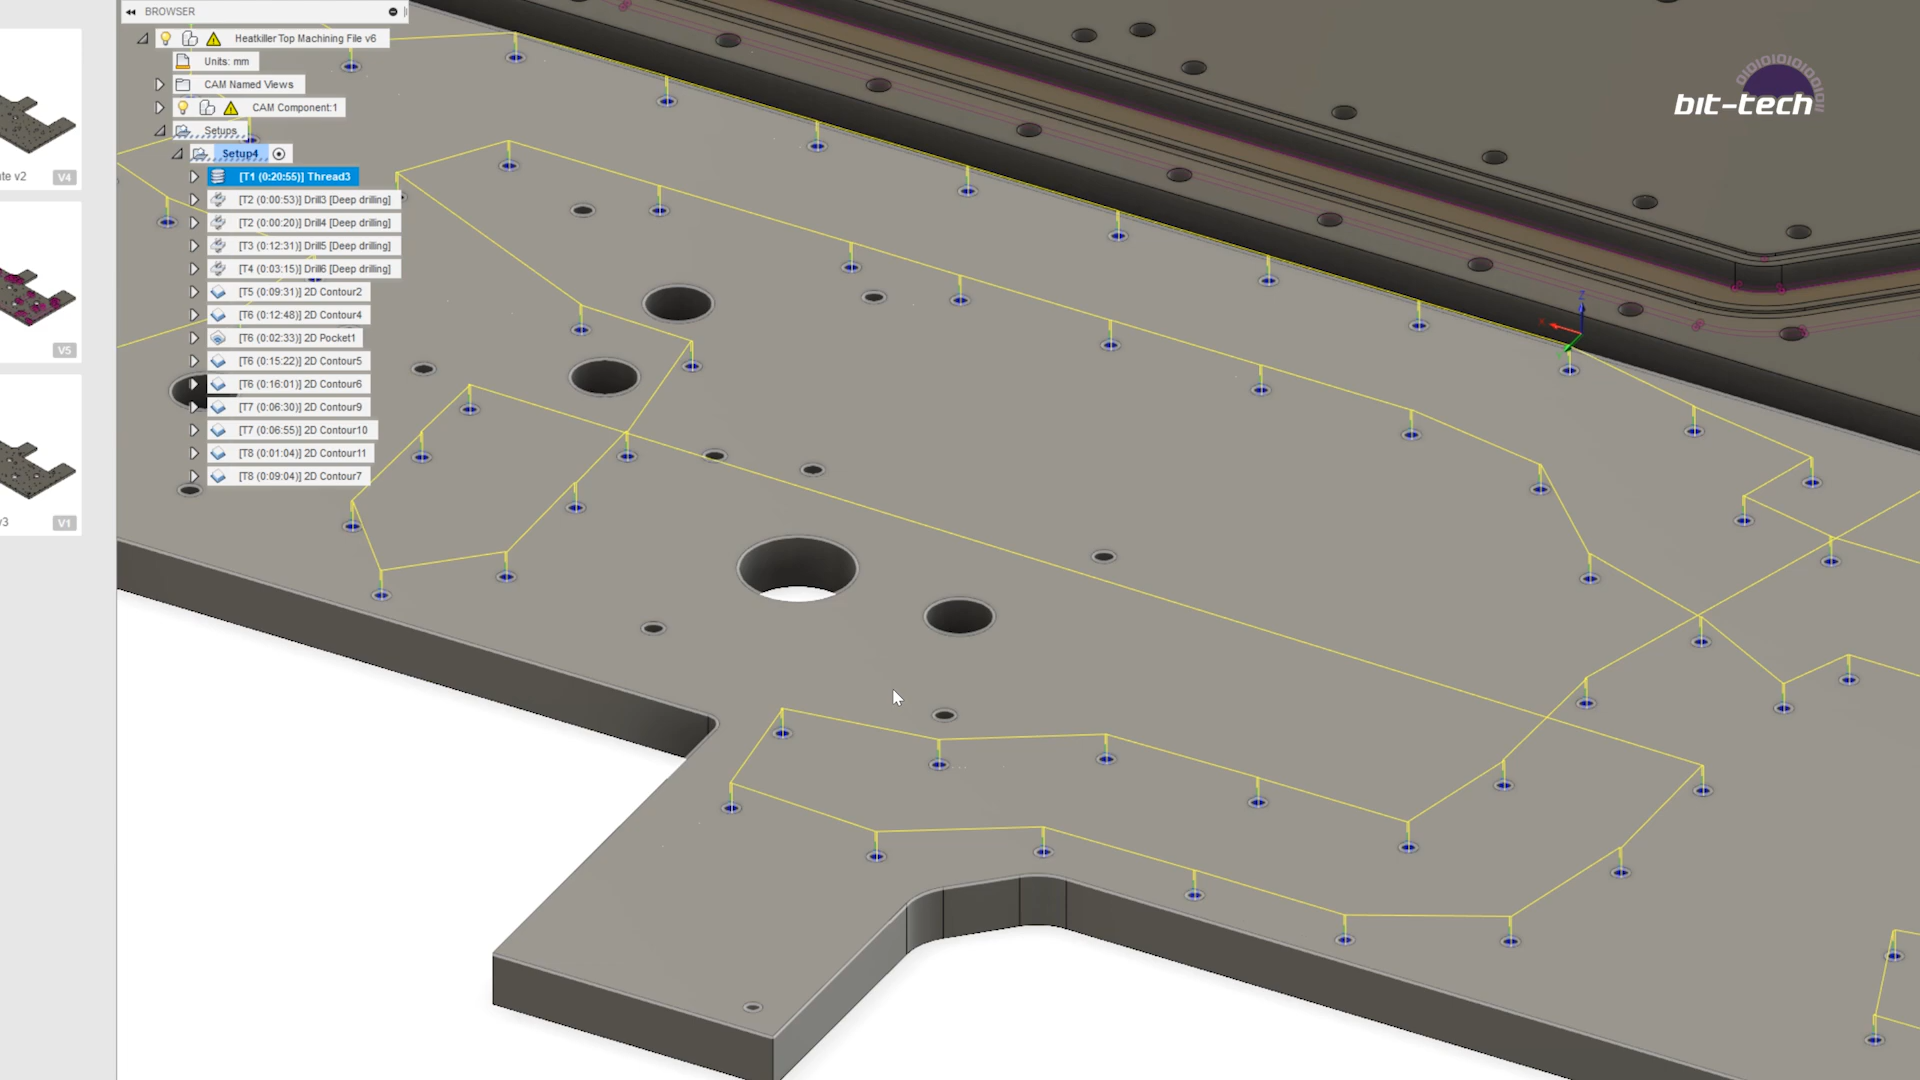 BROWSER
Heatkiller Top Machining File v6
Units: mm
CAM Named Views
CAM Component:1
Setups
Setup4
[T1 (0:20:55)] Thread3
[T2 (0:00:53)] Drill3 [Deep drilling]
[T2 (0:00:20)] Drill4 [Deep drilling]
[T3 (0:12:31)] Drill5 [Deep drilling]
[T4 (0:03:15)] Drill6 [Deep drilling]
[T5 (0:09:31)] 2D Contour2
[T6 (0:12:48)] 2D Contour4
[T6 (0:02:33)] 2D Pocket1
[T6 (0:15:22)] 2D Contour5
[T6 (0:16:01)] 2D Contour6
[T7 (0:06:30)] 2D Contour9
[T7 (0:06:55)] 2D Contour10
[T8 (0:01:04)] 2D Contour11
[T8 (0:09:04)] 2D Contour7
v2
V4
V5
V1
bit-tech
X
Z